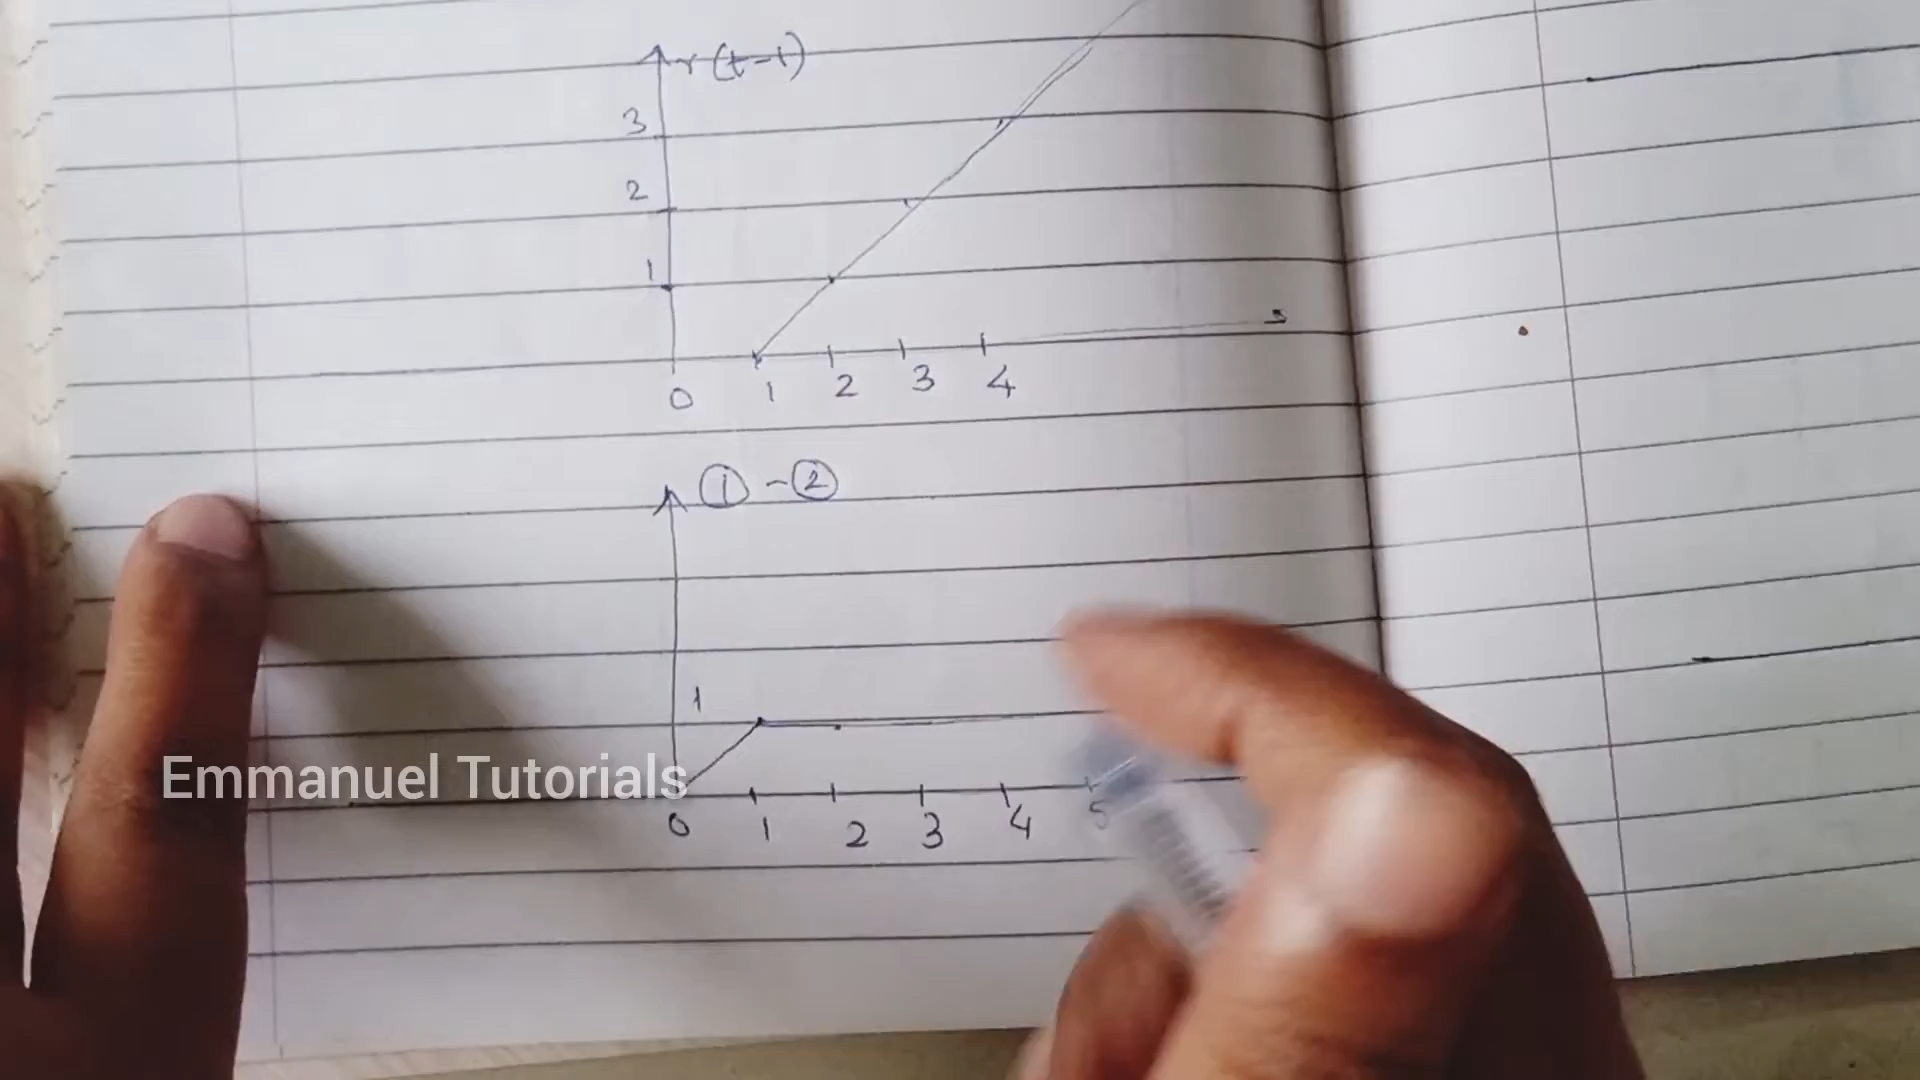 r(t-1)
3
2
1
0 1 2 3 4
① - ②
1
Emmanuel Tutorials
0 1 2 3 4 5